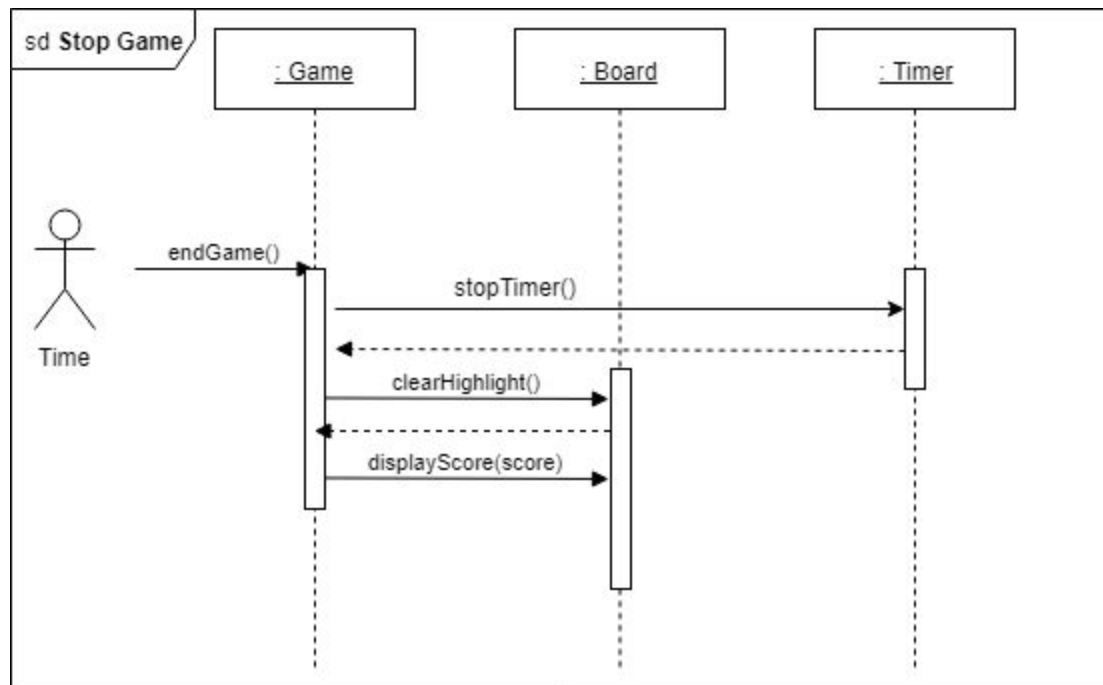 sd Stop Game
: Game
: Board
: Timer
endGame()
stopTimer()
Time
clearHighlight()
displayScore(score)